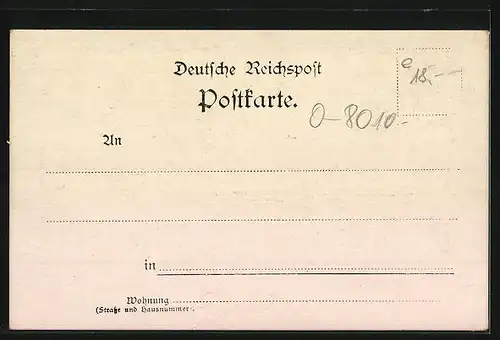 Deutsche Reichspost
Postkarte.
18.-
0-8010.-
An
in
Wohnung
(Straße und Hausnummer).